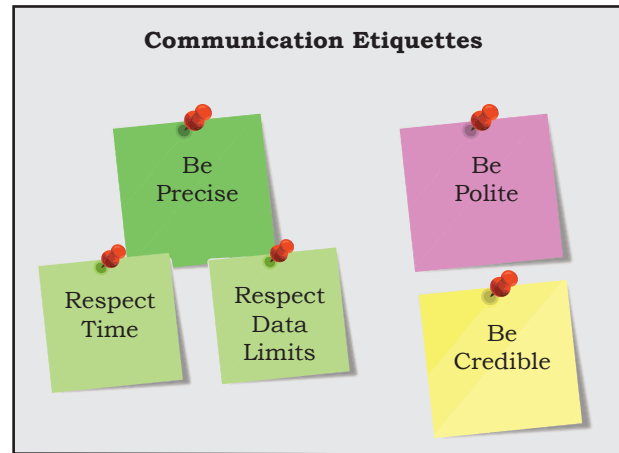 Communication Etiquettes
Be
Precise
Respect
Time
Respect
Data
Limits
Be
Polite
Be
Credible